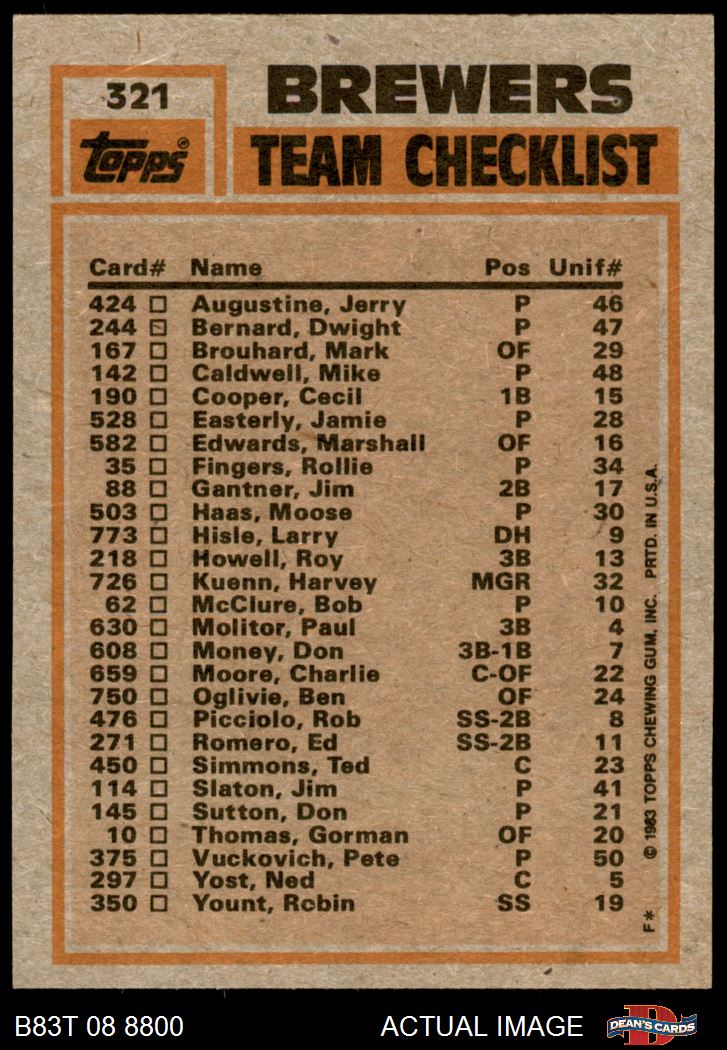 321
BREWERS
Topps®
TEAM CHECKLIST
Card# Name Pos Unif#
424 Augustine, Jerry P 46
244 Bernard, Dwight P 47
167 Brouhard, Mark OF 29
142 Caldwell, Mike P 48
190 Cooper, Cecil 1B 15
528 Easterly, Jamie P 28
582 Edwards, Marshall OF 16
35 Fingers, Rollie P 34
88 Gantner, Jim 2B 17
503 Haas, Moose P 30
773 Hisle, Larry DH 9
218 Howell, Roy 3B 13
726 Kuenn, Harvey MGR 32
62 McClure, Bob P 10
630 Molitor, Paul 3B 4
608 Money, Don 3B-1B 7
659 Moore, Charlie C-OF 22
750 Oglivie, Ben OF 24
476 Picciolo, Rob SS-2B 8
271 Romero, Ed SS-2B 11
450 Simmons, Ted C 23
114 Slaton, Jim P 41
145 Sutton, Don P 21
10 Thomas, Gorman OF 20
375 Vuckovich, Pete P 50
297 Yost, Ned C 5
350 Yount, Robin SS 19
F* © 1983 TOPPS CHEWING GUM, INC. PRTD. IN U.S.A.
B83T 08 8800
ACTUAL IMAGE
D
DEAN'S CARDS